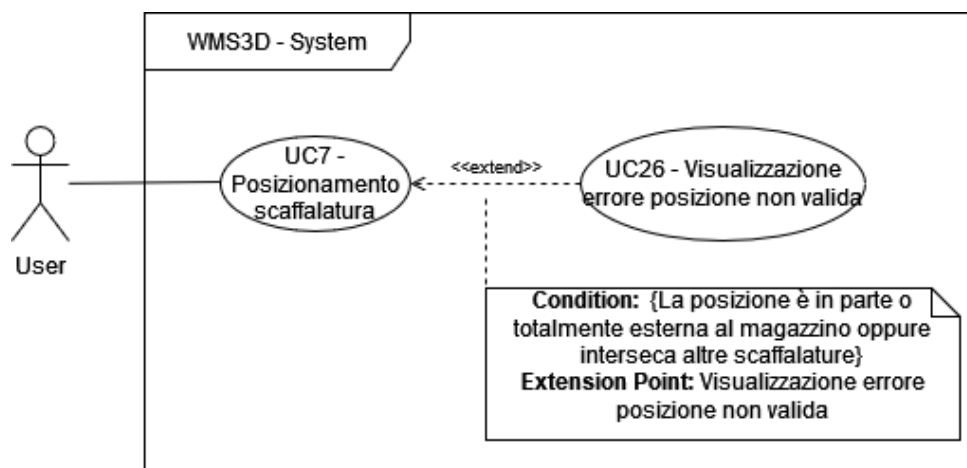 WMS3D - System
UC7 -
Posizionamento
scaffalatura
<<extend>>
UC26 - Visualizzazione
errore posizione non valida
User
Condition: {La posizione è in parte o
totalmente esterna al magazzino oppure
interseca altre scaffalature}
Extension Point: Visualizzazione errore
posizione non valida